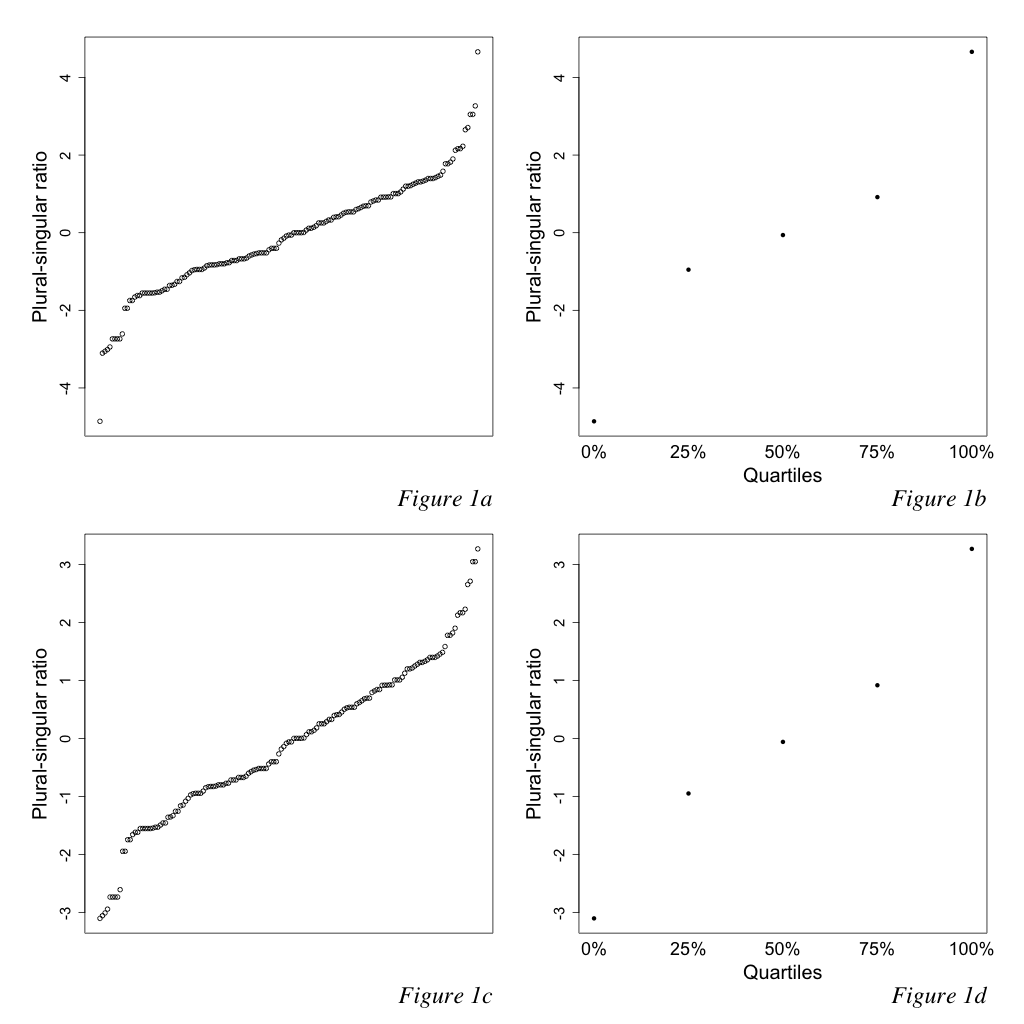 Plural-singular ratio
4
2
0
-2
-4
Figure 1a
Plural-singular ratio
4
2
0
-2
-4
0% 25% 50% 75% 100%
Quartiles
Figure 1b
Plural-singular ratio
3
2
1
0
-1
-2
-3
Figure 1c
Plural-singular ratio
3
2
1
0
-1
-2
-3
0% 25% 50% 75% 100%
Quartiles
Figure 1d